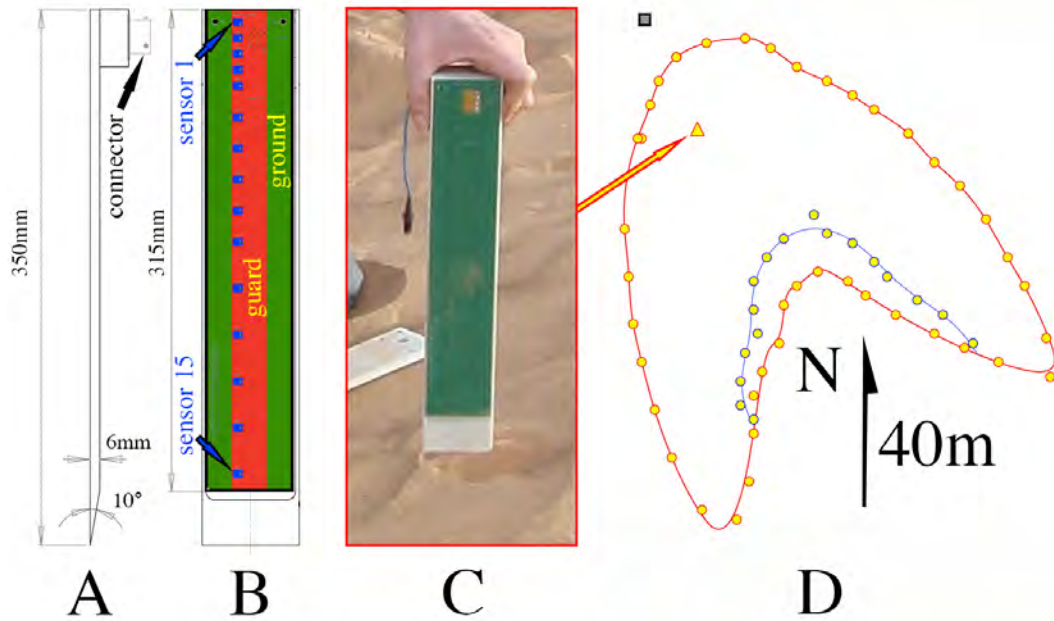 350mm
connector
6mm
10°
A
315mm
sensor 1
ground
guard
sensor 15
B
C
N
40m
D